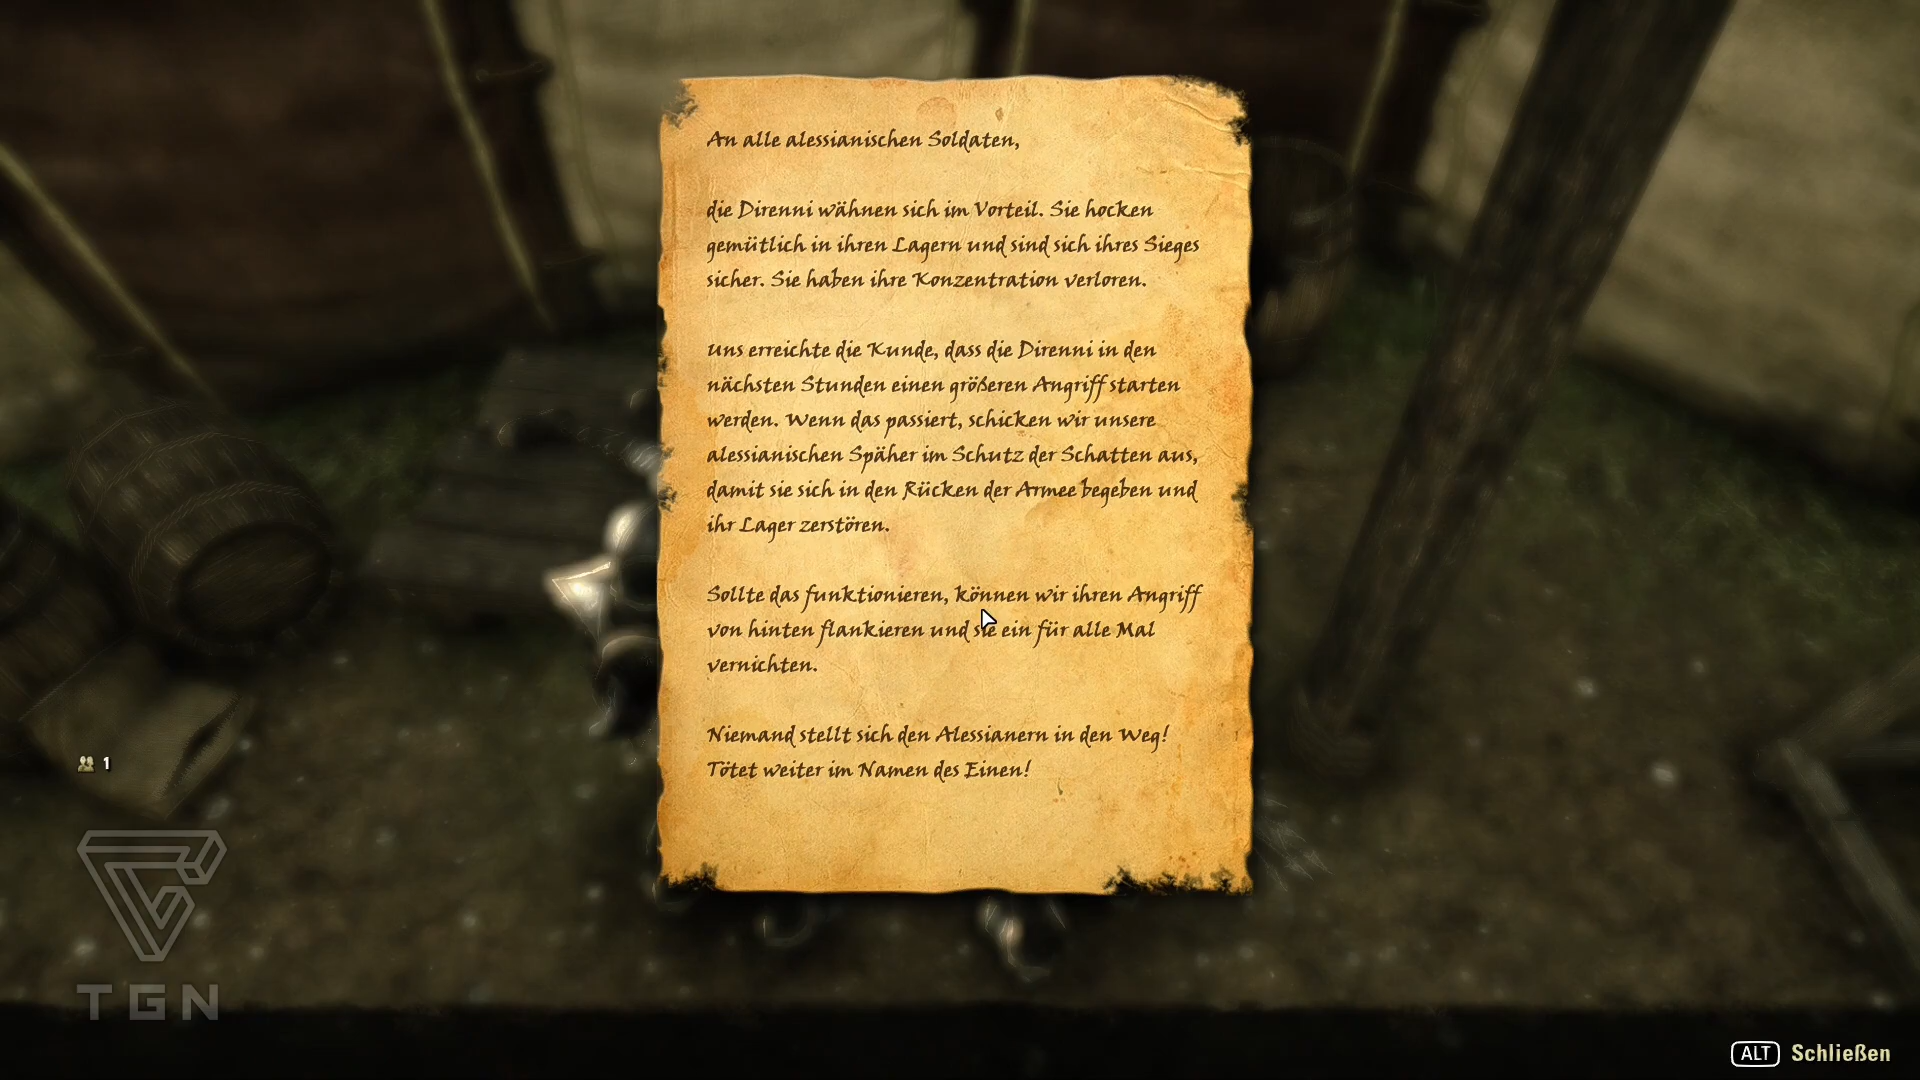 An alle alessianischen Soldaten,
die Direnni wähnen sich im Vorteil. Sie hocken
gemütlich in ihren Lagern und sind sich ihres Sieges
sicher. Sie haben ihre Konzentration verloren.
Uns erreichte die Kunde, dass die Direnni in den
nächsten Stunden einen größeren Angriff starten
werden. Wenn das passiert, schicken wir unsere
alessianischen Späher im Schutz der Schatten aus,
damit sie sich in den Rücken der Armee begeben und
ihr Lager zerstören.
Sollte das funktionieren, können wir ihren Angriff
von hinten flankieren und sie ein für alle Mal
vernichten.
Niemand stellt sich den Alessianern in den Weg!
Tötet weiter im Namen des Einen!
1
TGN
ALT Schließen